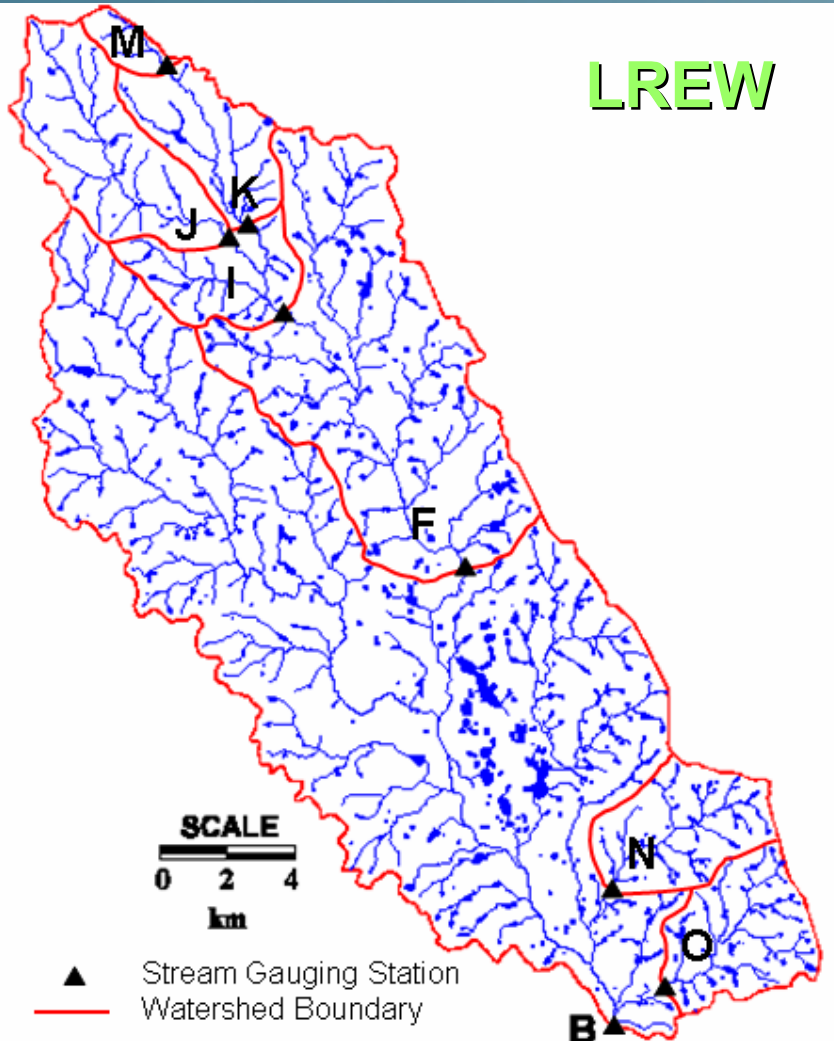 LREW
M
K
J
I
F
SCALE
0 2 4
km
N
O
Stream Gauging Station
Watershed Boundary
B